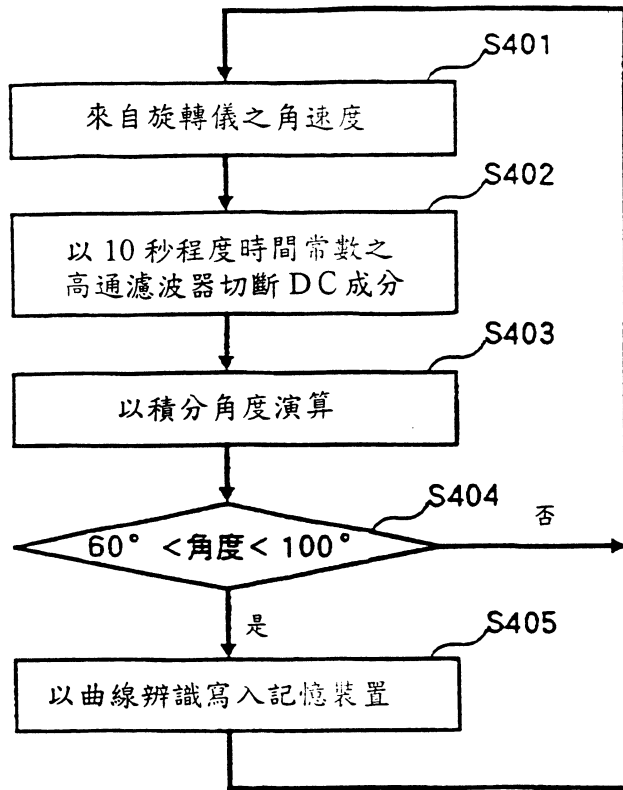 S401
來自旋轉儀之角速度
S402
以10秒程度時間常數之
高通濾波器切斷DC成分
S403
以積分角度演算
S404
60° <角度< 100°
否
是
S405
以曲線辨識寫入記憶裝置